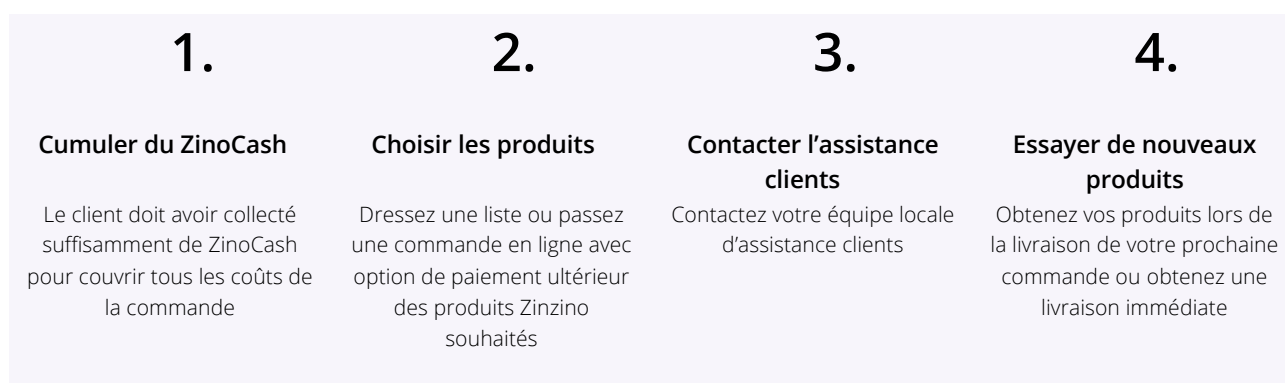 1.
Cumuler du ZinoCash
Le client doit avoir collecté
suffisamment de ZinoCash
pour couvrir tous les coûts de
la commande
2.
Choisir les produits
Dressez une liste ou passez
une commande en ligne avec
option de paiement ultérieur
des produits Zinzino
souhaités
3.
Contacter l’assistance
clients
Contactez votre équipe locale
d’assistance clients
4.
Essayer de nouveaux
produits
Obtenez vos produits lors de
la livraison de votre prochaine
commande ou obtenez une
livraison immédiate